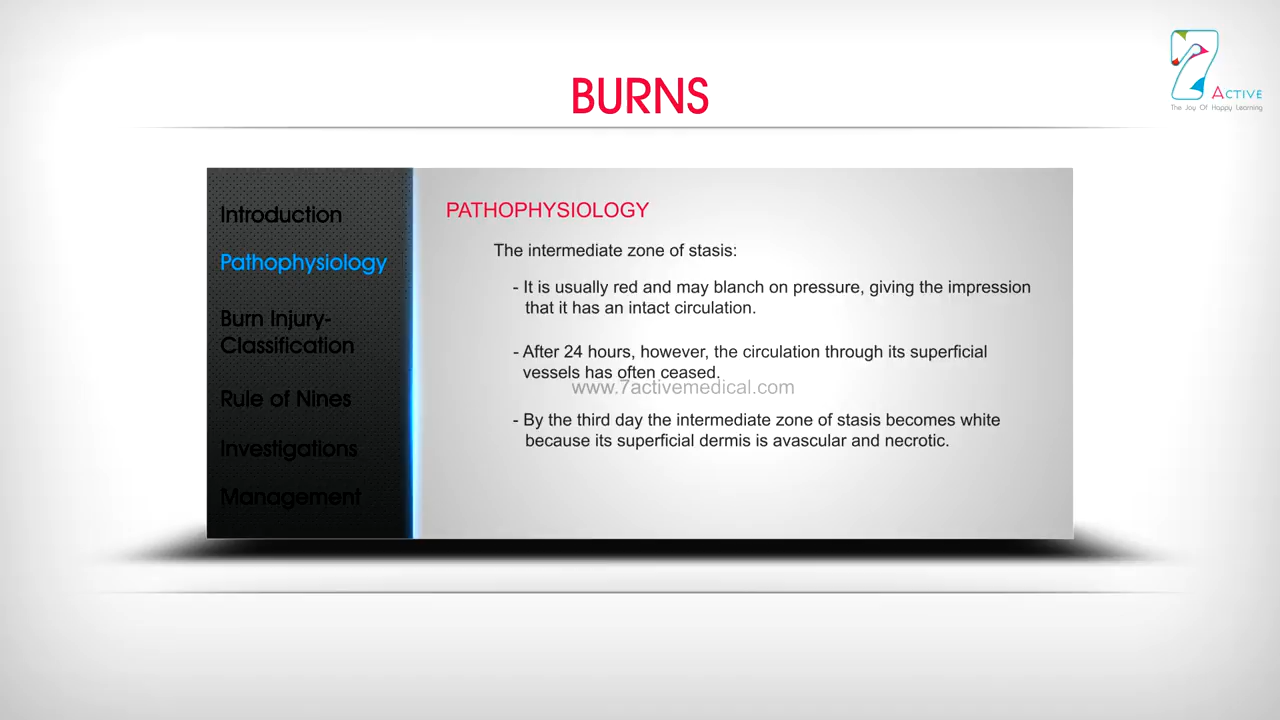 BURNS
7 ACTIVE
The Joy Of Happy Learning
Introduction
Pathophysiology
Burn Injury-
Classification
Rule of Nines
Investigations
Management
PATHOPHYSIOLOGY
The intermediate zone of stasis:
- It is usually red and may blanch on pressure, giving the impression
that it has an intact circulation.
- After 24 hours, however, the circulation through its superficial
vessels has often ceased.
www.7activemedical.com
- By the third day the intermediate zone of stasis becomes white
because its superficial dermis is avascular and necrotic.